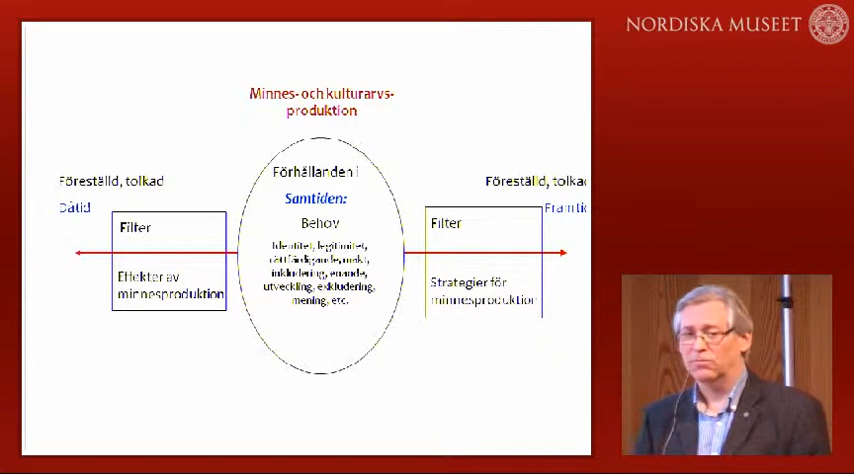 NORDISKA MUSEET
Minnes- och kulturarvs-
produktion
Föreställd, tolkad
Dåtid
Filter
Effekter av
minnesproduktion
Förhållanden i
Samtiden:
Behov
Identitet, legitimitet,
rättfärdigande, makt,
inkludering, enande,
utveckling, exkludering,
mening, etc.
Föreställd, tolkad
Framtid
Filter
Strategier för
minnesproduktion